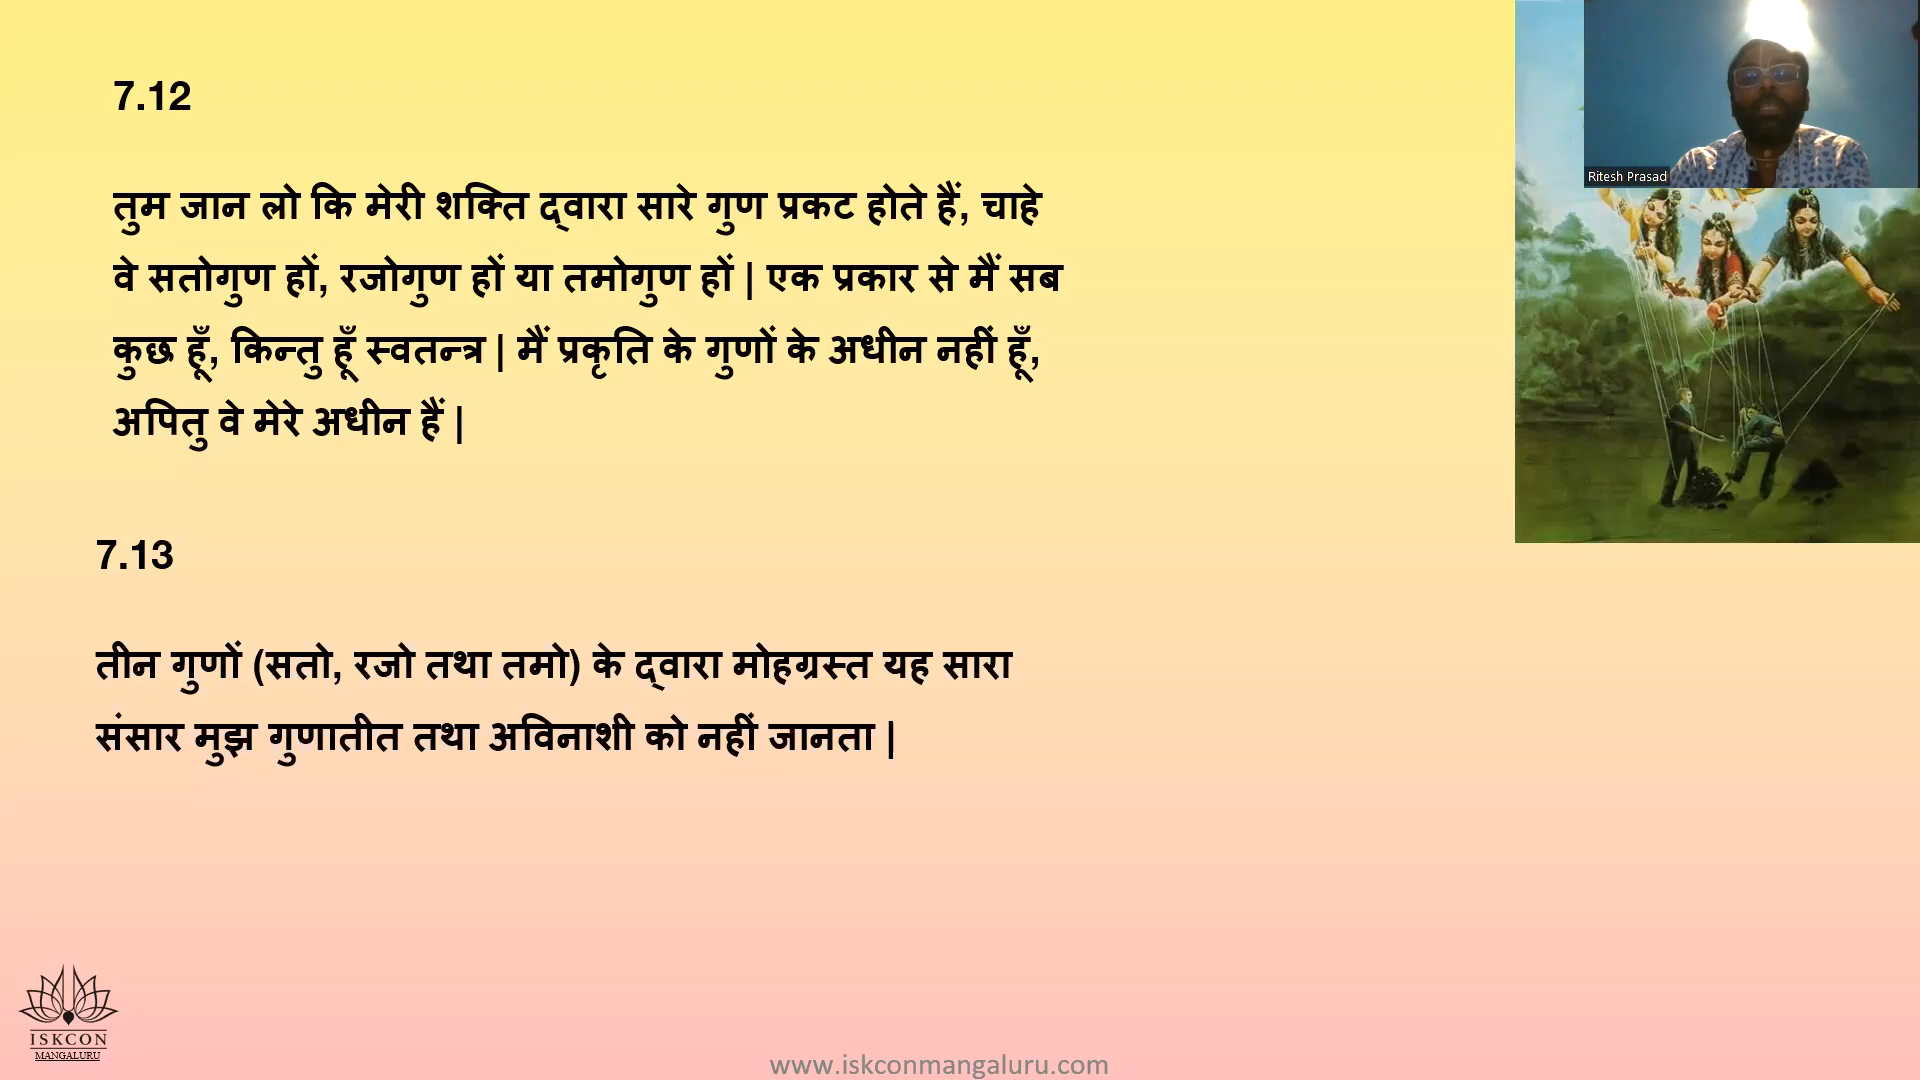 7.12
तुम जान लो कि मेरी शक्ति द्वारा सारे गुण प्रकट होते हैं, चाहे
वे सतोगुण हों, रजोगुण हों या तमोगुण हों | एक प्रकार से मैं सब
कुछ हूँ, किन्तु हूँ स्वतन्त्र | मैं प्रकृति के गुणों के अधीन नहीं हूँ,
अपितु वे मेरे अधीन हैं |
7.13
तीन गुणों (सतो, रजो तथा तमो) के द्वारा मोहग्रस्त यह सारा
संसार मुझ गुणातीत तथा अविनाशी को नहीं जानता |
Ritesh Prasad
ISKCON
MANGALURU
www.iskconmangaluru.com